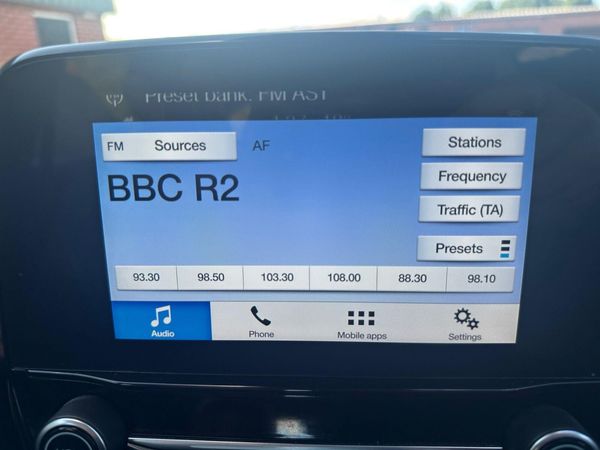 Preset bank: FM AST
FM Sources AF
Stations
BBC R2
Frequency
Traffic (TA)
Presets
93.30 98.50 103.30 108.00 88.30 98.10
Audio Phone Mobile apps Settings